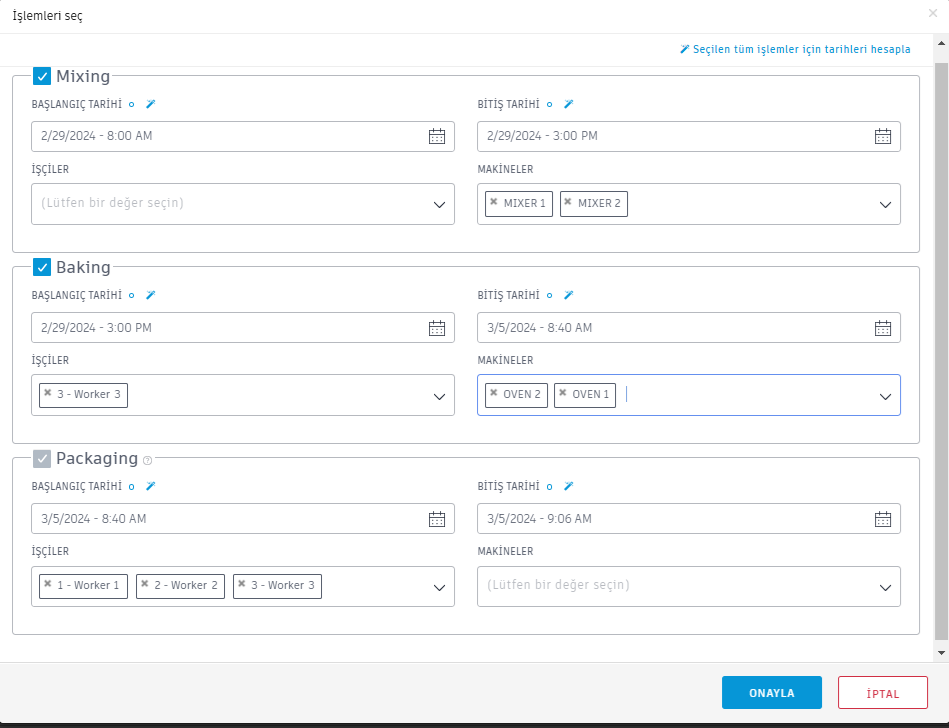 İşlemleri seç
Seçilen tüm işlemler için tarihleri hesapla
Mixing
BAŞLANGIÇ TARİHİ BİTİŞ TARİHİ
2/29/2024 - 8:00 AM 2/29/2024 - 3:00 PM
İŞÇİLER MAKİNELER
(Lütfen bir değer seçin) MIXER 1 MIXER 2
Baking
BAŞLANGIÇ TARİHİ BİTİŞ TARİHİ
2/29/2024 - 3:00 PM 3/5/2024 - 8:40 AM
İŞÇİLER MAKİNELER
3 - Worker 3 OVEN 2 OVEN 1
Packaging
BAŞLANGIÇ TARİHİ BİTİŞ TARİHİ
3/5/2024 - 8:40 AM 3/5/2024 - 9:06 AM
İŞÇİLER MAKİNELER
1 - Worker 1 2 - Worker 2 3 - Worker 3 (Lütfen bir değer seçin)
ONAYLA İPTAL